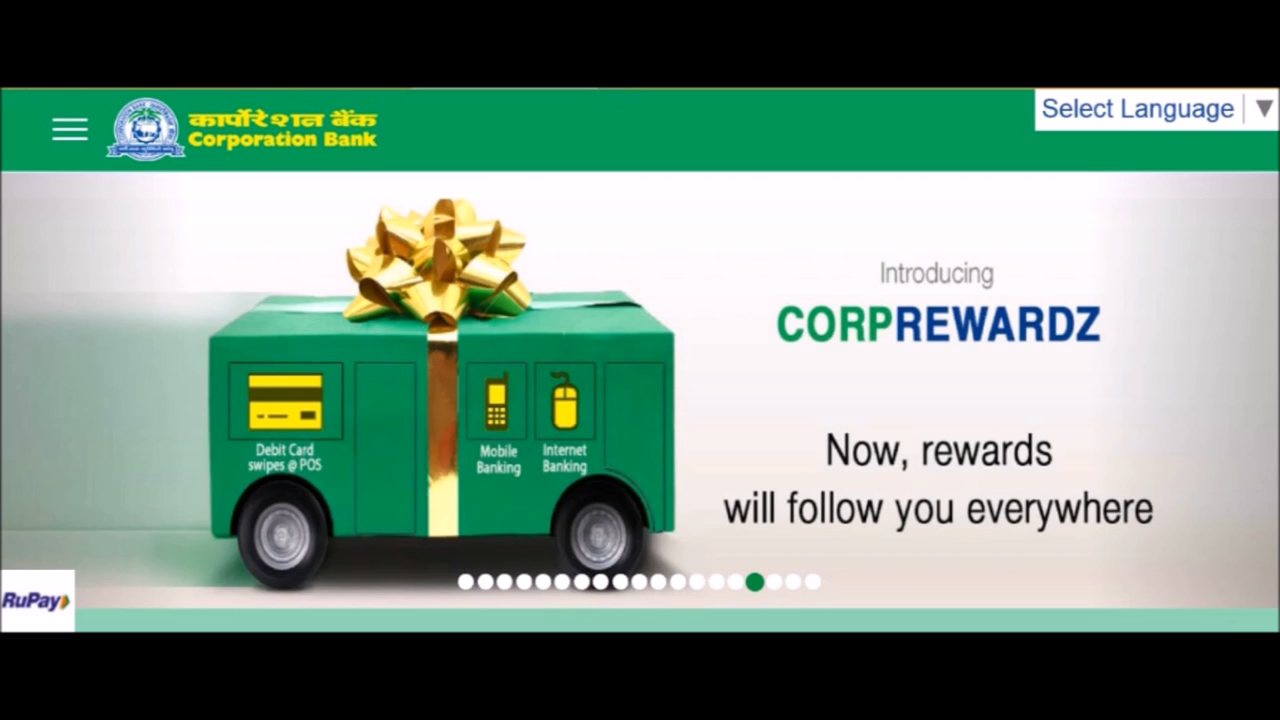 Select Language
कार्पोरेशन बैंक
Corporation Bank
Introducing
CORPREWARDZ
Debit Card
swipes @ POS
Mobile
Banking
Internet
Banking
Now, rewards
will follow you everywhere
RuPay